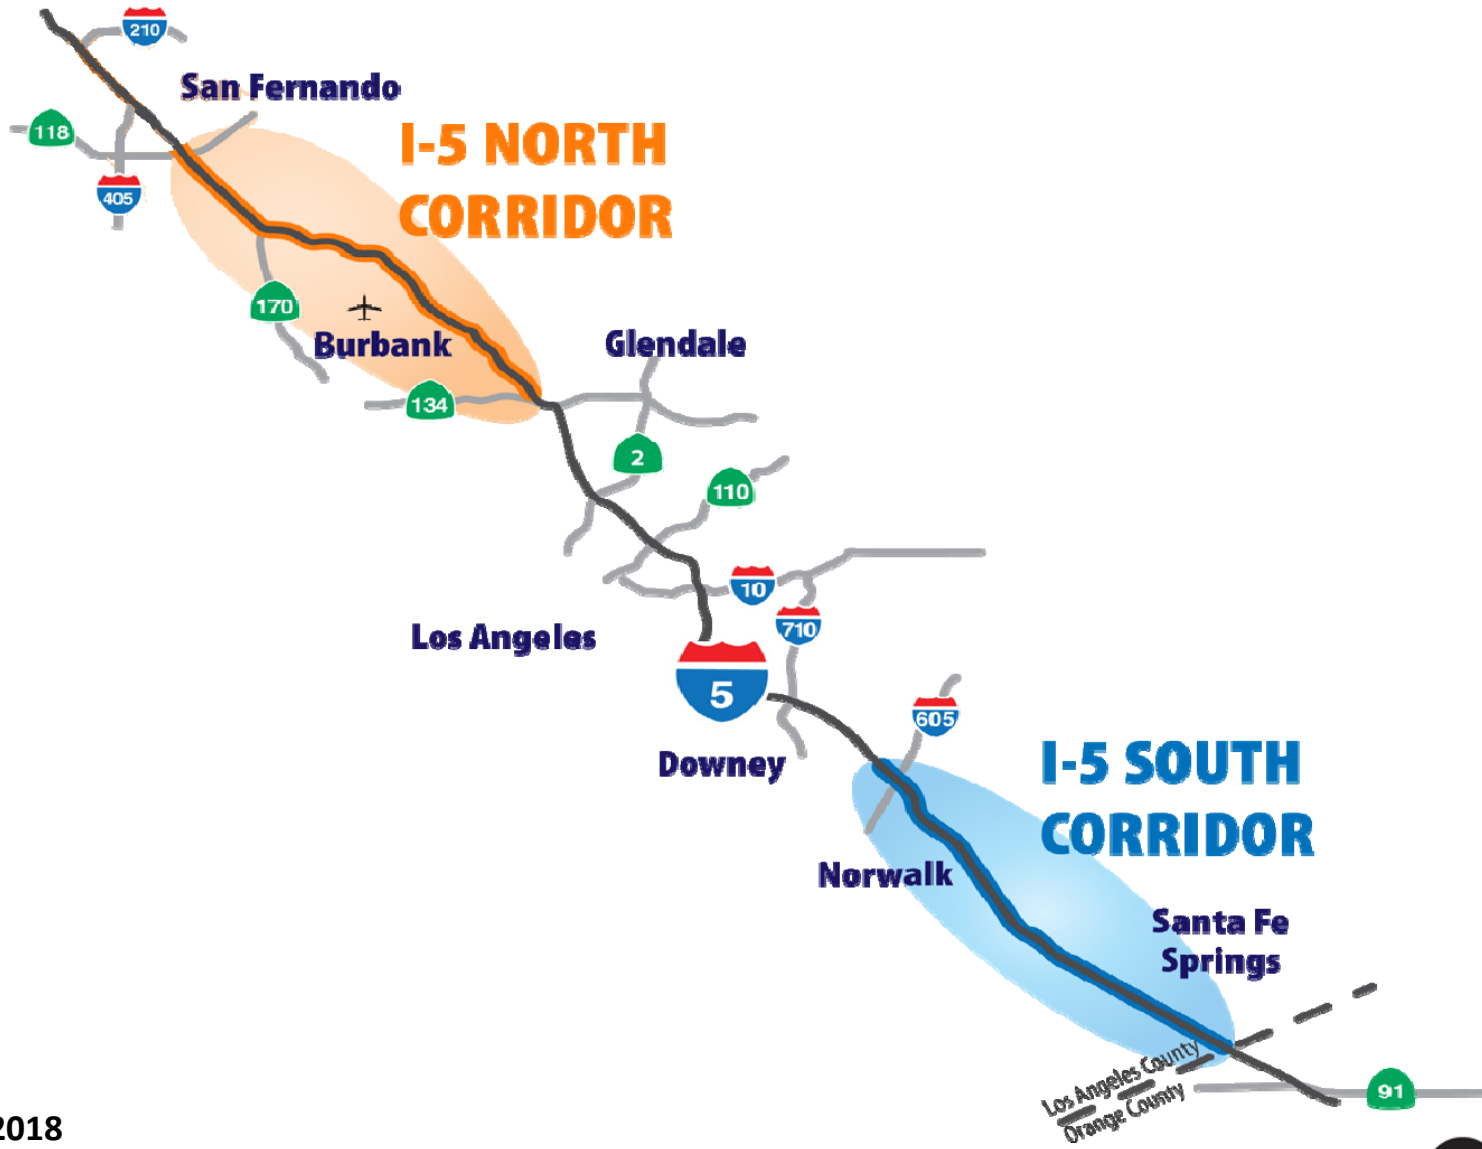 210
San Fernando
118
I-5 NORTH
CORRIDOR
405
170
Burbank
Glendale
134
2
110
10
Los Angeles
710
5
605
Downey
I-5 SOUTH
CORRIDOR
Norwalk
Santa Fe
Springs
Los Angeles County
Orange County
91
2018